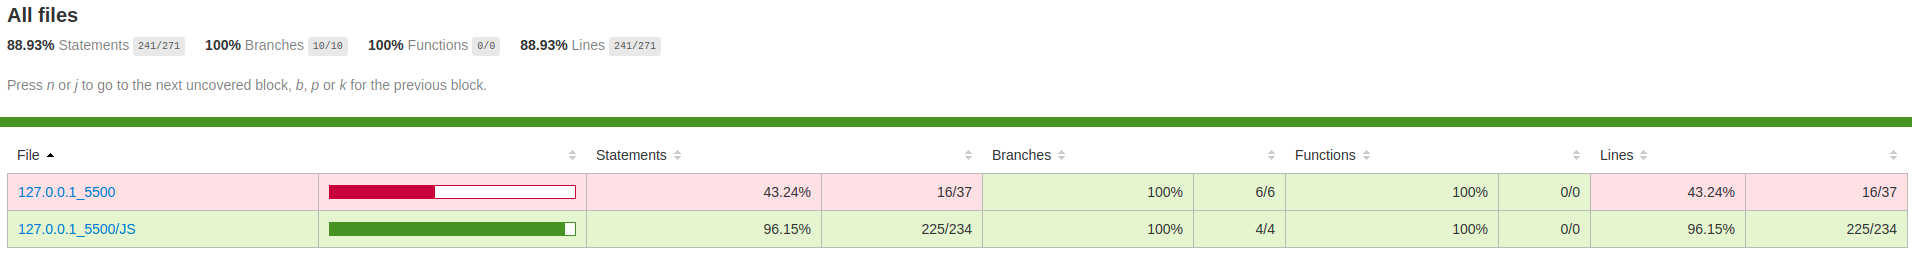 All files
88.93% Statements 241/271 100% Branches 10/10 100% Functions 0/0 88.93% Lines 241/271
Press n or j to go to the next uncovered block, b, p or k for the previous block.
File Statements Branches Functions Lines
127.0.0.1_5500 43.24% 16/37 100% 6/6 100% 0/0 43.24% 16/37
127.0.0.1_5500/JS 96.15% 225/234 100% 4/4 100% 0/0 96.15% 225/234